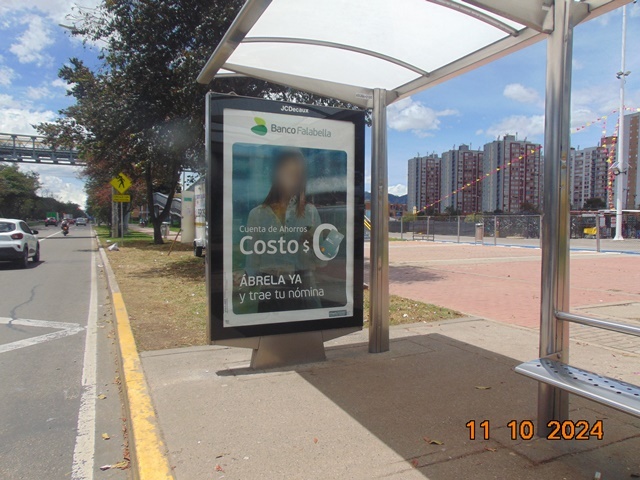 JCDecaux
Banco Falabella
Cuenta de Ahorros
Costo $0
ÁBRELA YA
y trae tu nómina
11 10 2024